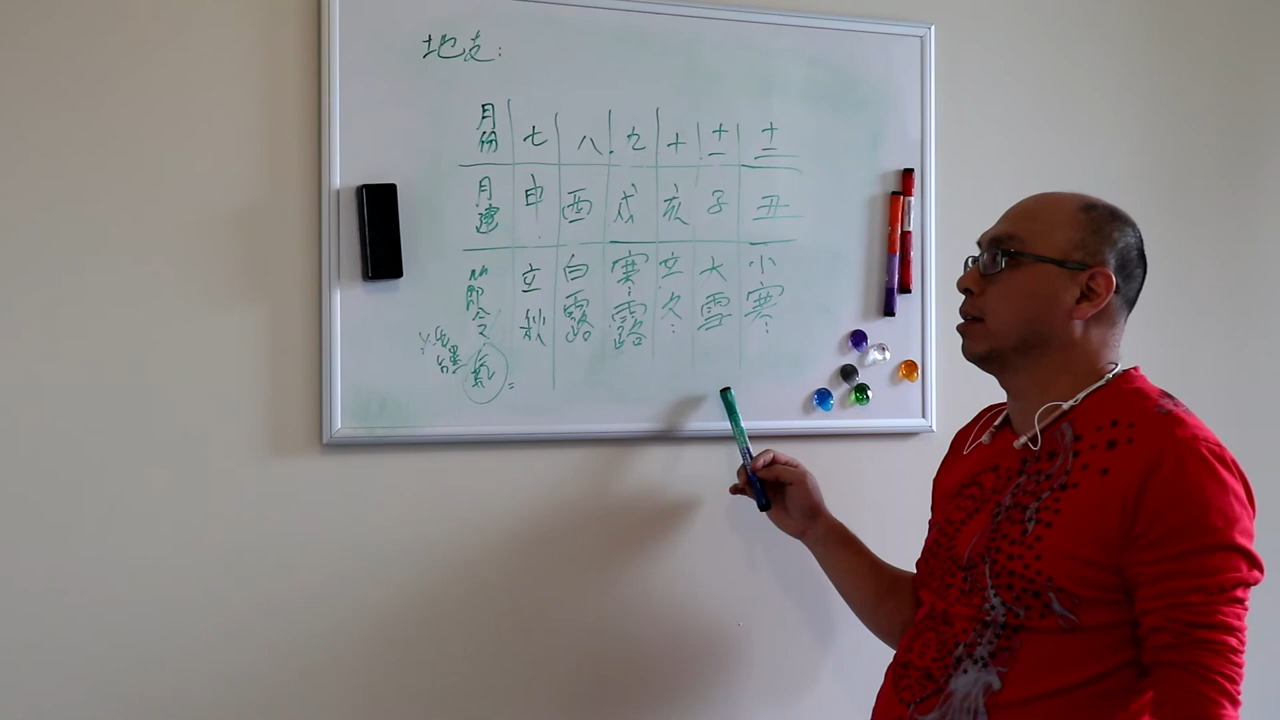 地支:
月份 七 八 九 十 十一 十二
月建 申 酉 戌 亥 子 丑
節令 立秋 白露 寒露 立冬 大雪 小寒
氣